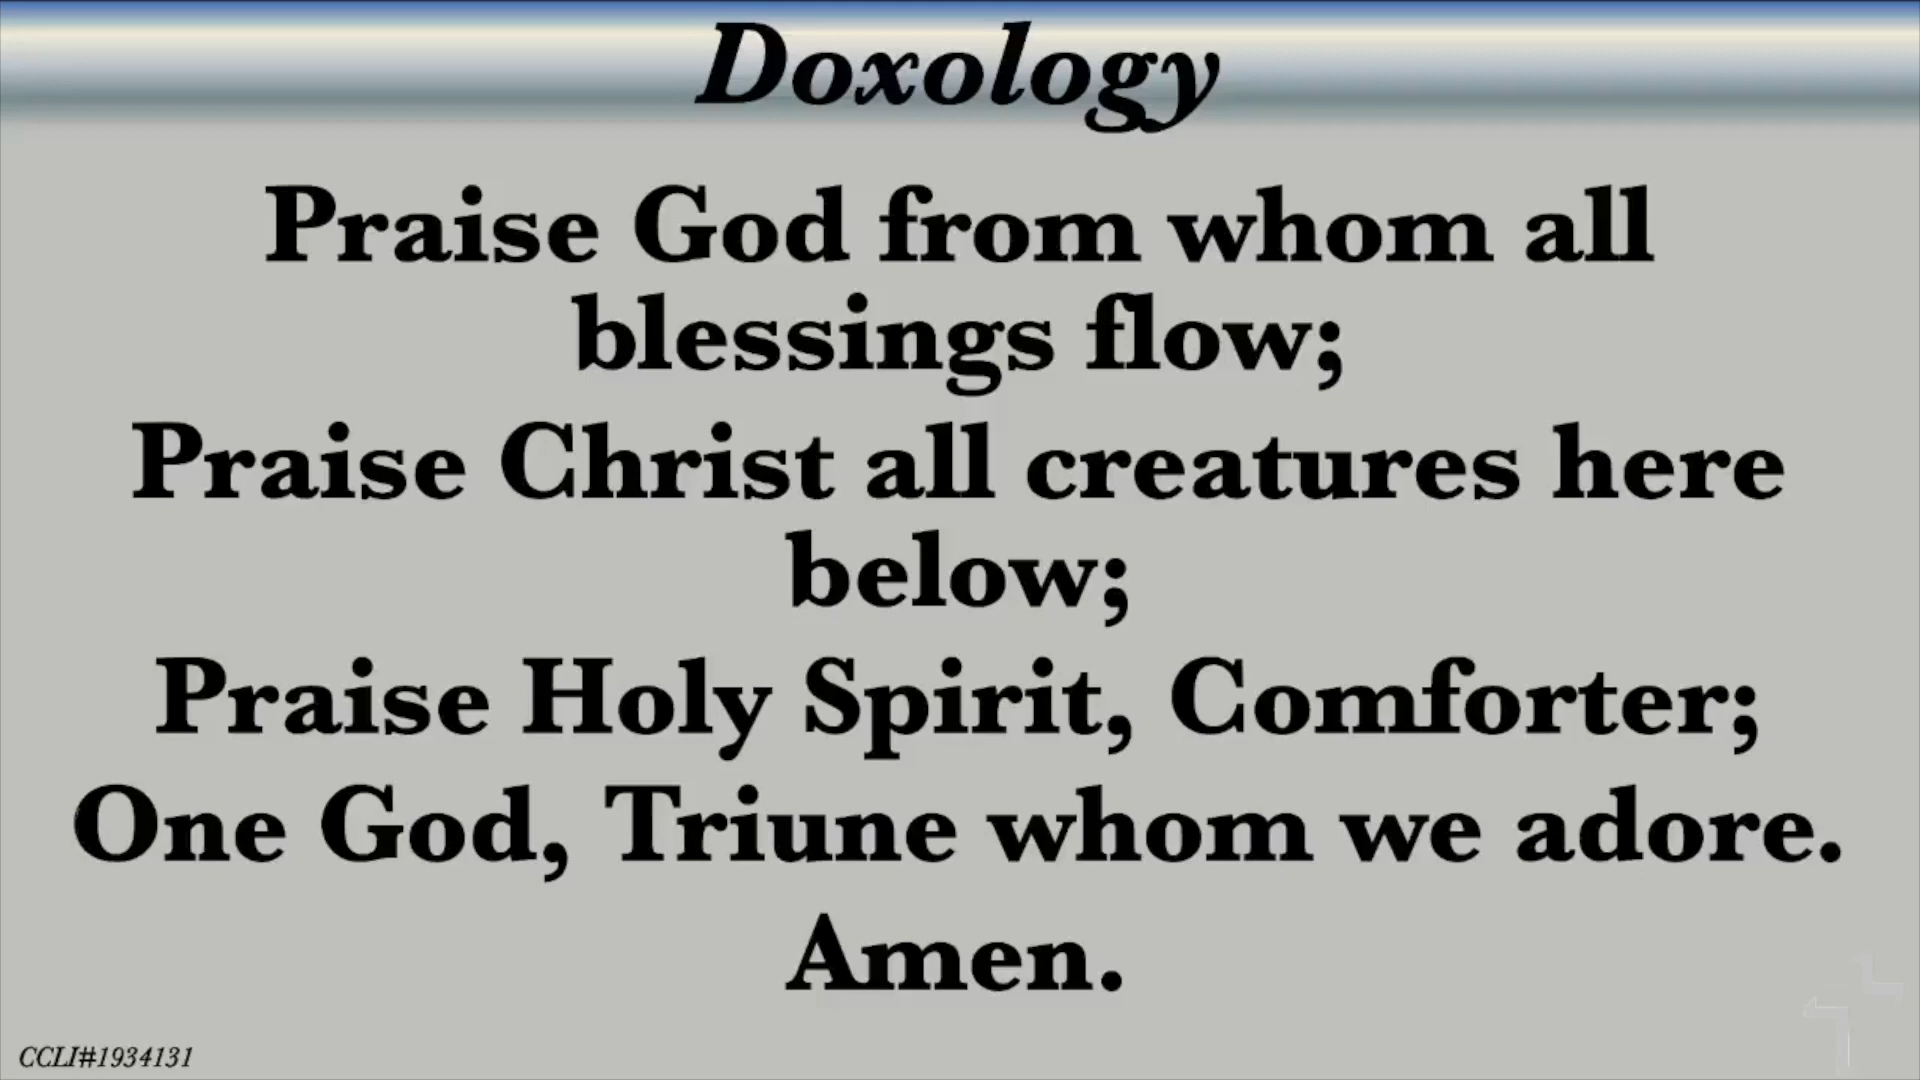 Doxology
Praise God from whom all
blessings flow;
Praise Christ all creatures here
below;
Praise Holy Spirit, Comforter;
One God, Triune whom we adore.
Amen.
CCLI#1934131